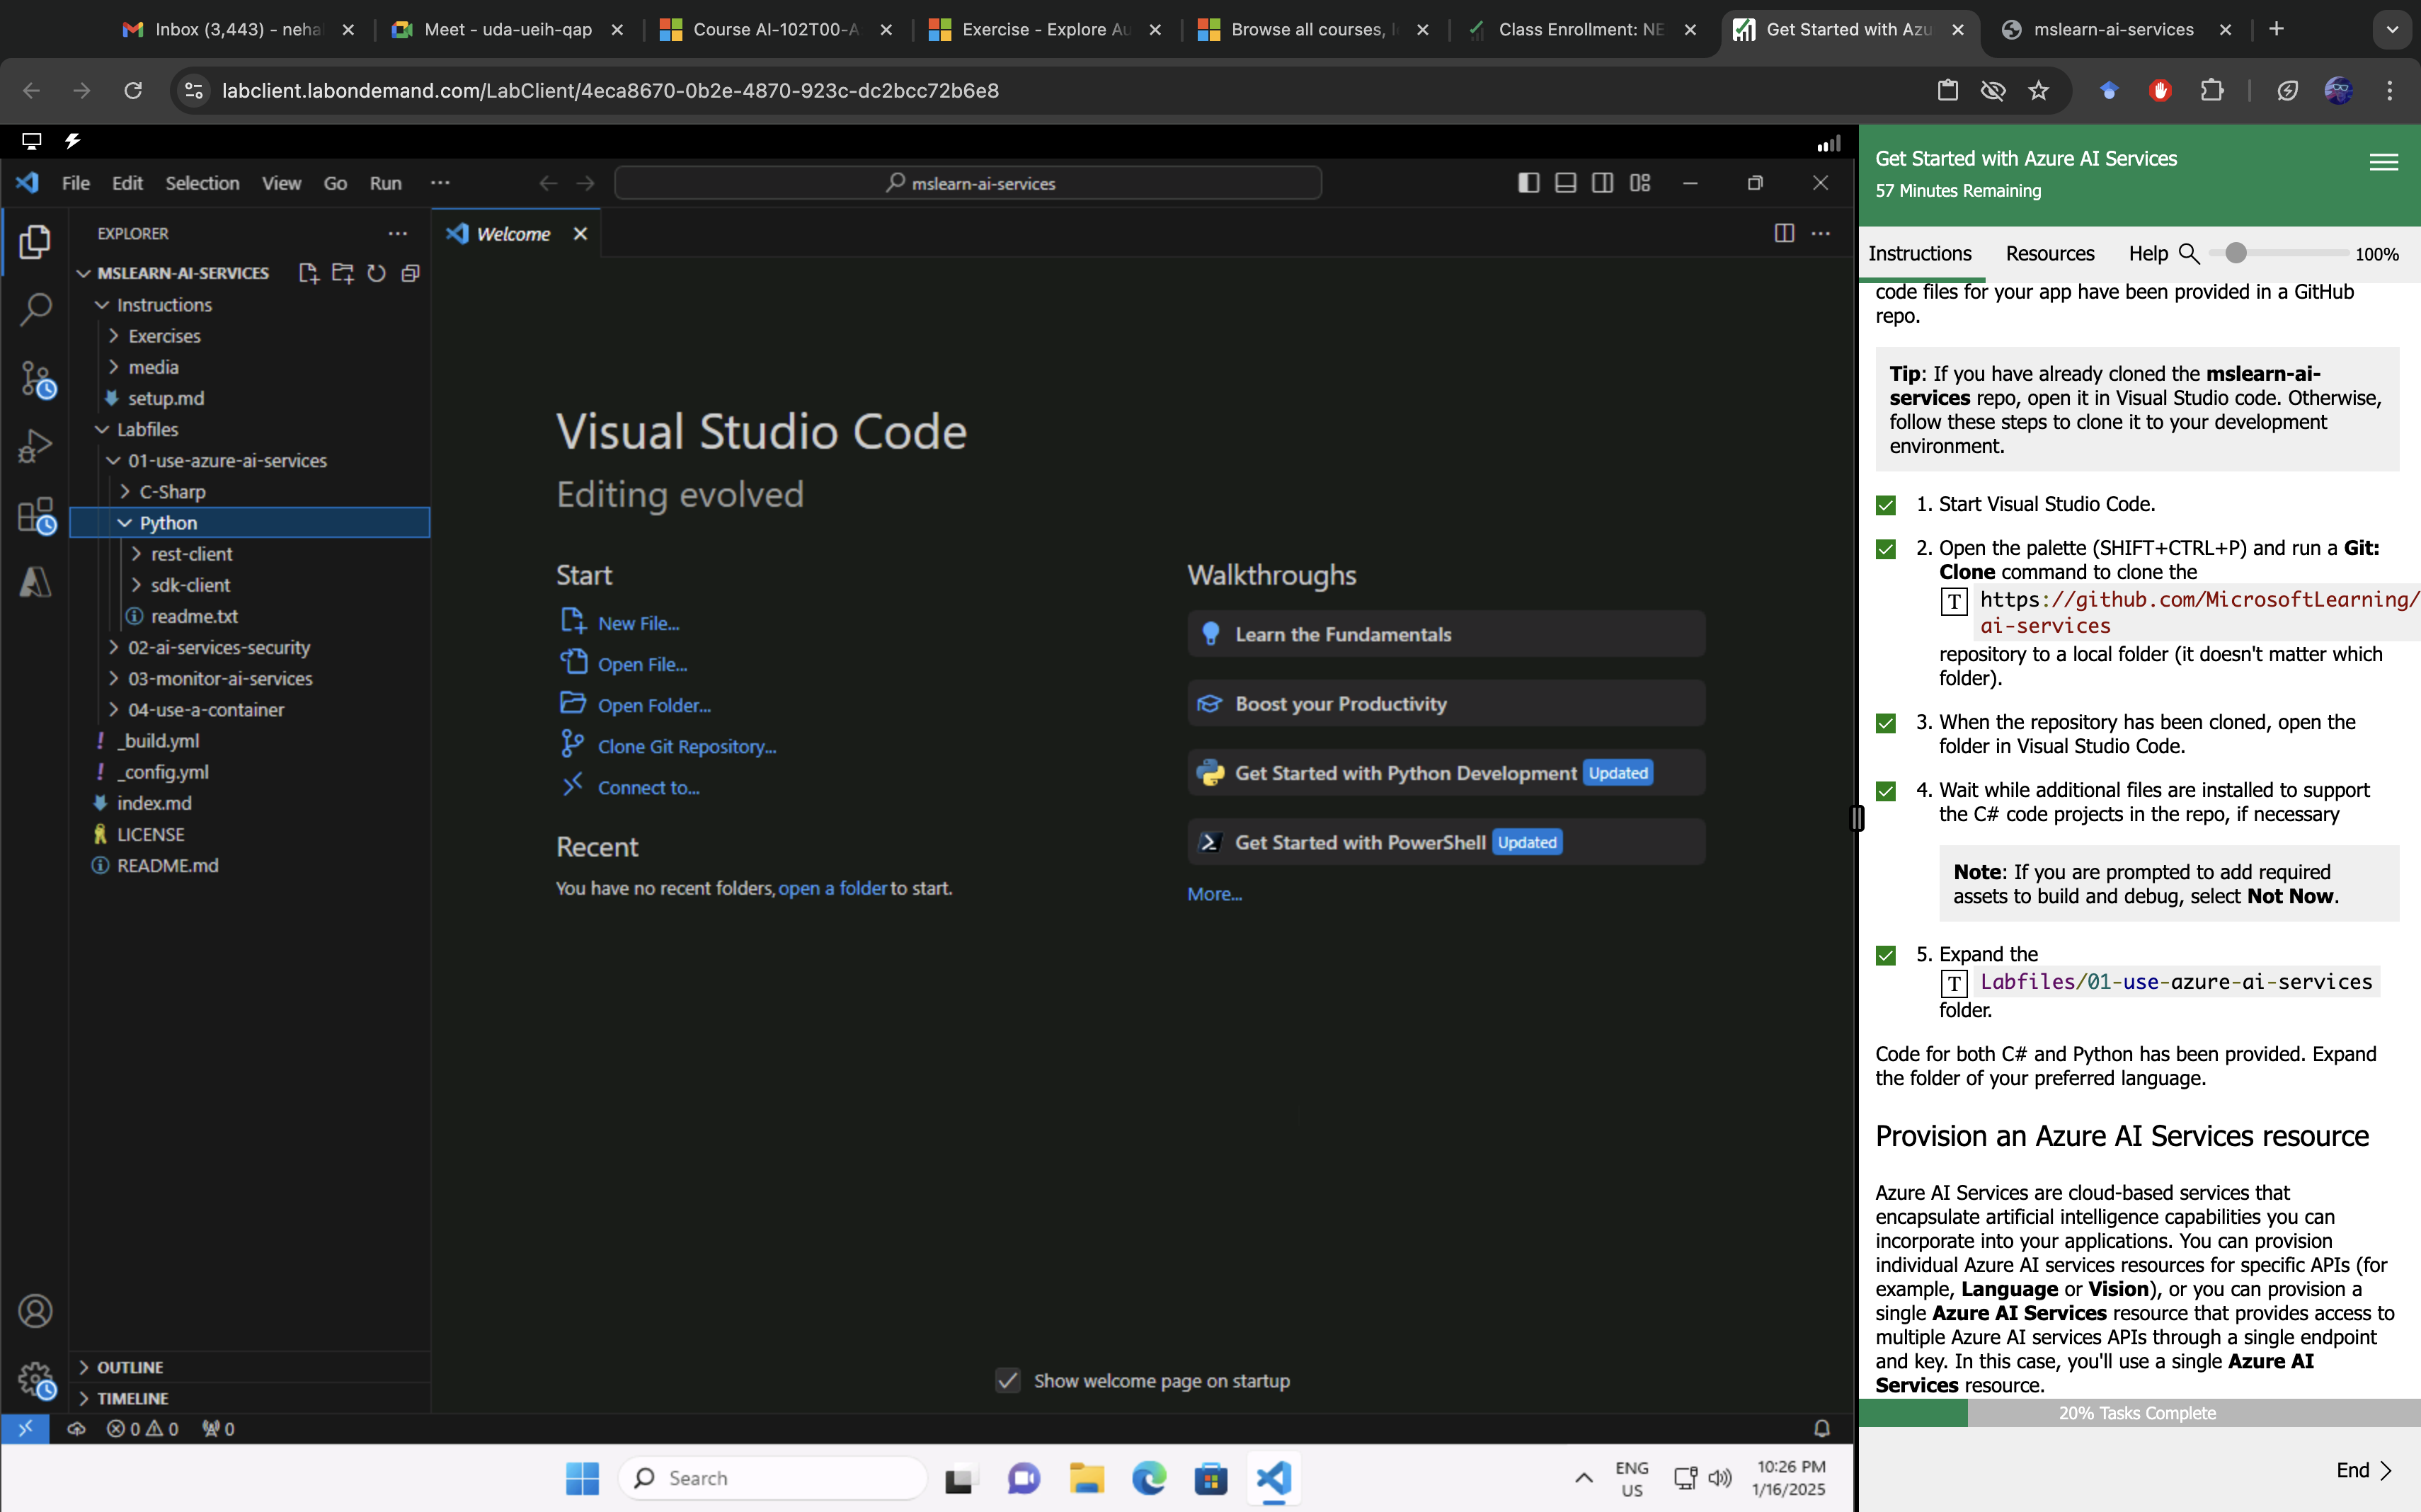 Inbox (3,443) - neha
Meet - uda-ueih-qap
Course AI-102T00-A
Exercise - Explore Au
Browse all courses, l
Class Enrollment: NE
Get Started with Azu
mslearn-ai-services
labclient.labondemand.com/LabClient/4eca8670-0b2e-4870-923c-dc2bcc72b6e8
File Edit Selection View Go Run ···
mslearn-ai-services
EXPLORER
MSLEARN-AI-SERVICES
Instructions
Exercises
media
setup.md
Labfiles
01-use-azure-ai-services
C-Sharp
Python
rest-client
sdk-client
readme.txt
02-ai-services-security
03-monitor-ai-services
04-use-a-container
_build.yml
_config.yml
index.md
LICENSE
README.md
OUTLINE
TIMELINE
0 0 0
Welcome
Visual Studio Code
Editing evolved
Start
New File...
Open File...
Open Folder...
Clone Git Repository...
Connect to...
Recent
You have no recent folders, open a folder to start.
Walkthroughs
Learn the Fundamentals
Boost your Productivity
Get Started with Python Development Updated
Get Started with PowerShell Updated
More...
Show welcome page on startup
Search
ENG
US
10:26 PM
1/16/2025
Get Started with Azure AI Services
57 Minutes Remaining
Instructions Resources Help 100%
code files for your app have been provided in a GitHub
repo.
Tip: If you have already cloned the mslearn-ai-
services repo, open it in Visual Studio code. Otherwise,
follow these steps to clone it to your development
environment.
1. Start Visual Studio Code.
2. Open the palette (SHIFT+CTRL+P) and run a Git:
Clone command to clone the
T https://github.com/MicrosoftLearning/
ai-services
repository to a local folder (it doesn't matter which
folder).
3. When the repository has been cloned, open the
folder in Visual Studio Code.
4. Wait while additional files are installed to support
the C# code projects in the repo, if necessary
Note: If you are prompted to add required
assets to build and debug, select Not Now.
5. Expand the
T Labfiles/01-use-azure-ai-services
folder.
Code for both C# and Python has been provided. Expand
the folder of your preferred language.
Provision an Azure AI Services resource
Azure AI Services are cloud-based services that
encapsulate artificial intelligence capabilities you can
incorporate into your applications. You can provision
individual Azure AI services resources for specific APIs (for
example, Language or Vision), or you can provision a
single Azure AI Services resource that provides access to
multiple Azure AI services APIs through a single endpoint
and key. In this case, you'll use a single Azure AI
Services resource.
20% Tasks Complete
End